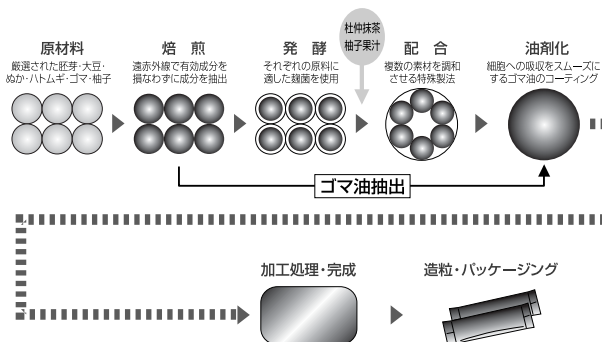 杜仲抹茶
柚子果汁
原材料
厳選された胚芽・大豆・
ぬか・ハトムギ・ゴマ・柚子
焙 煎
遠赤外線で有効成分を
損なわずに成分を抽出
発 酵
それぞれの原料に
適した麹菌を使用
配 合
複数の素材を調和
させる特殊製法
油剤化
細胞への吸収をスムーズに
するゴマ油のコーティング
ゴマ油抽出
加工処理・完成
造粒・パッケージング